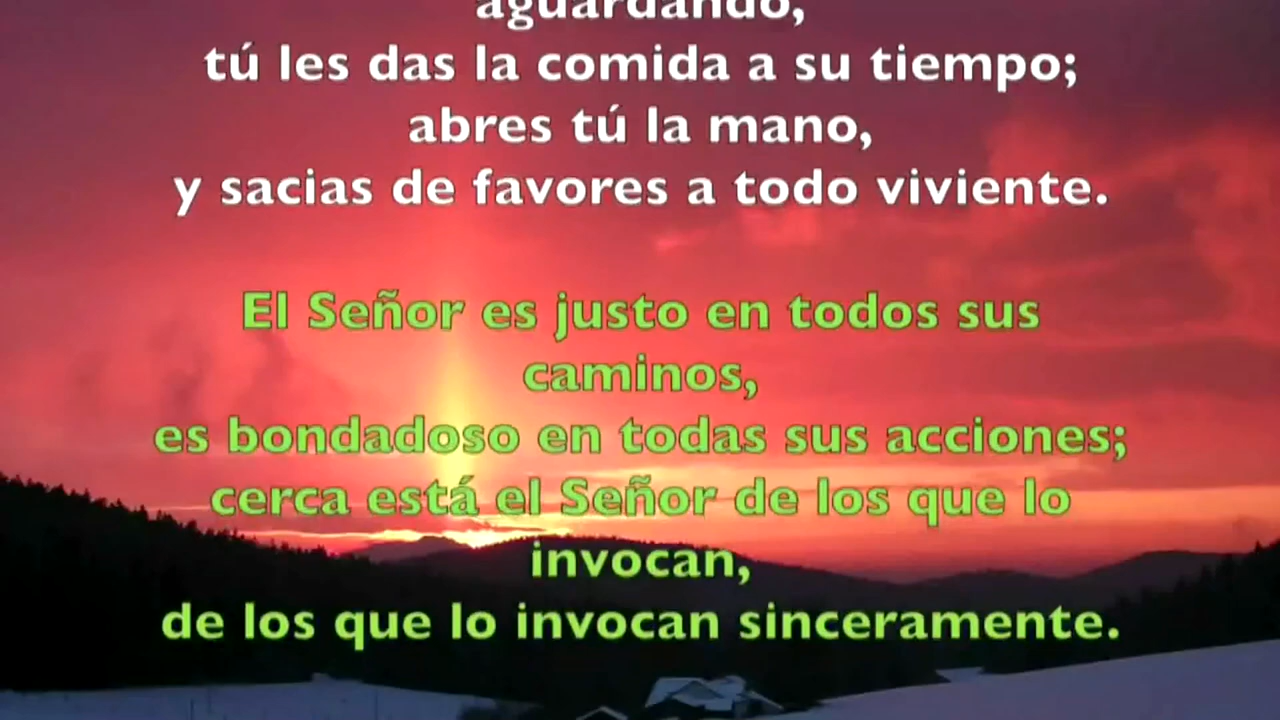 aguardando,
tú les das la comida a su tiempo;
abres tú la mano,
y sacias de favores a todo viviente.
El Señor es justo en todos sus
caminos,
es bondadoso en todas sus acciones;
cerca está el Señor de los que lo
invocan,
de los que lo invocan sinceramente.